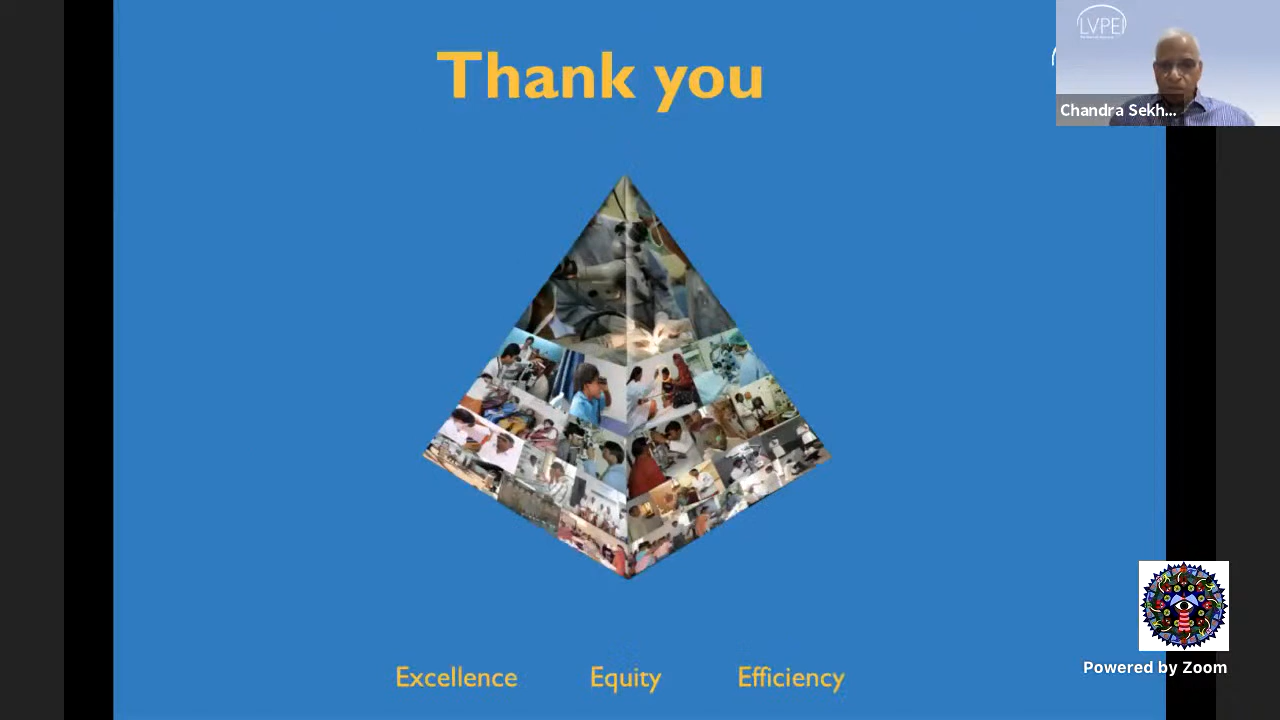 Thank you
LVPEI
Chandra Sekh...
Powered by Zoom
Excellence Equity Efficiency